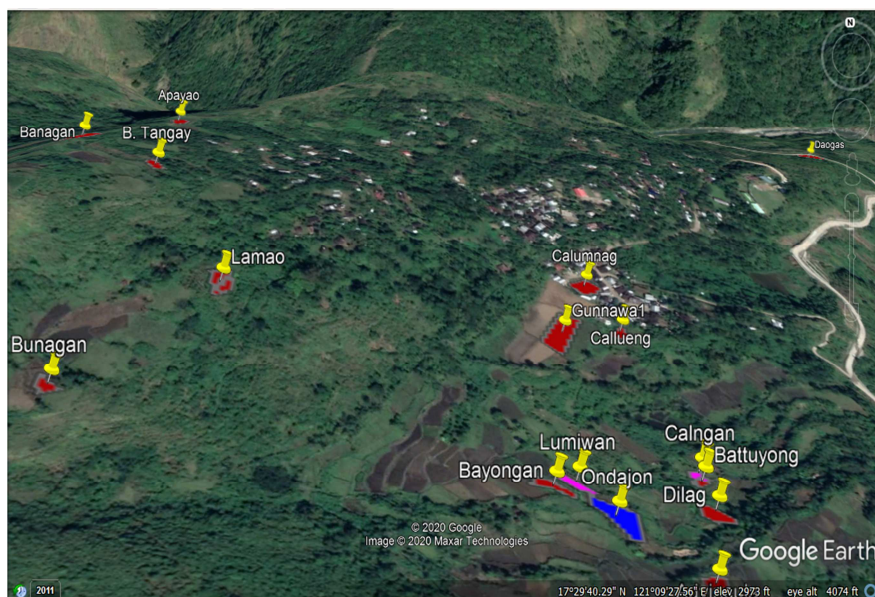 N
Apayao
Banagan
B. Tangay
Daogas
Lamao
Calumnag
Gunnawa1
Callueng
Bunagan
Calngan
Lumiwan
Battuyong
Bayongan
Ondajon
Dilag
© 2020 Google
Image © 2020 Maxar Technologies
Google Earth
2011
17°29'40.29" N 121°09'27.56" E elev 2973 ft eye alt 4074 ft